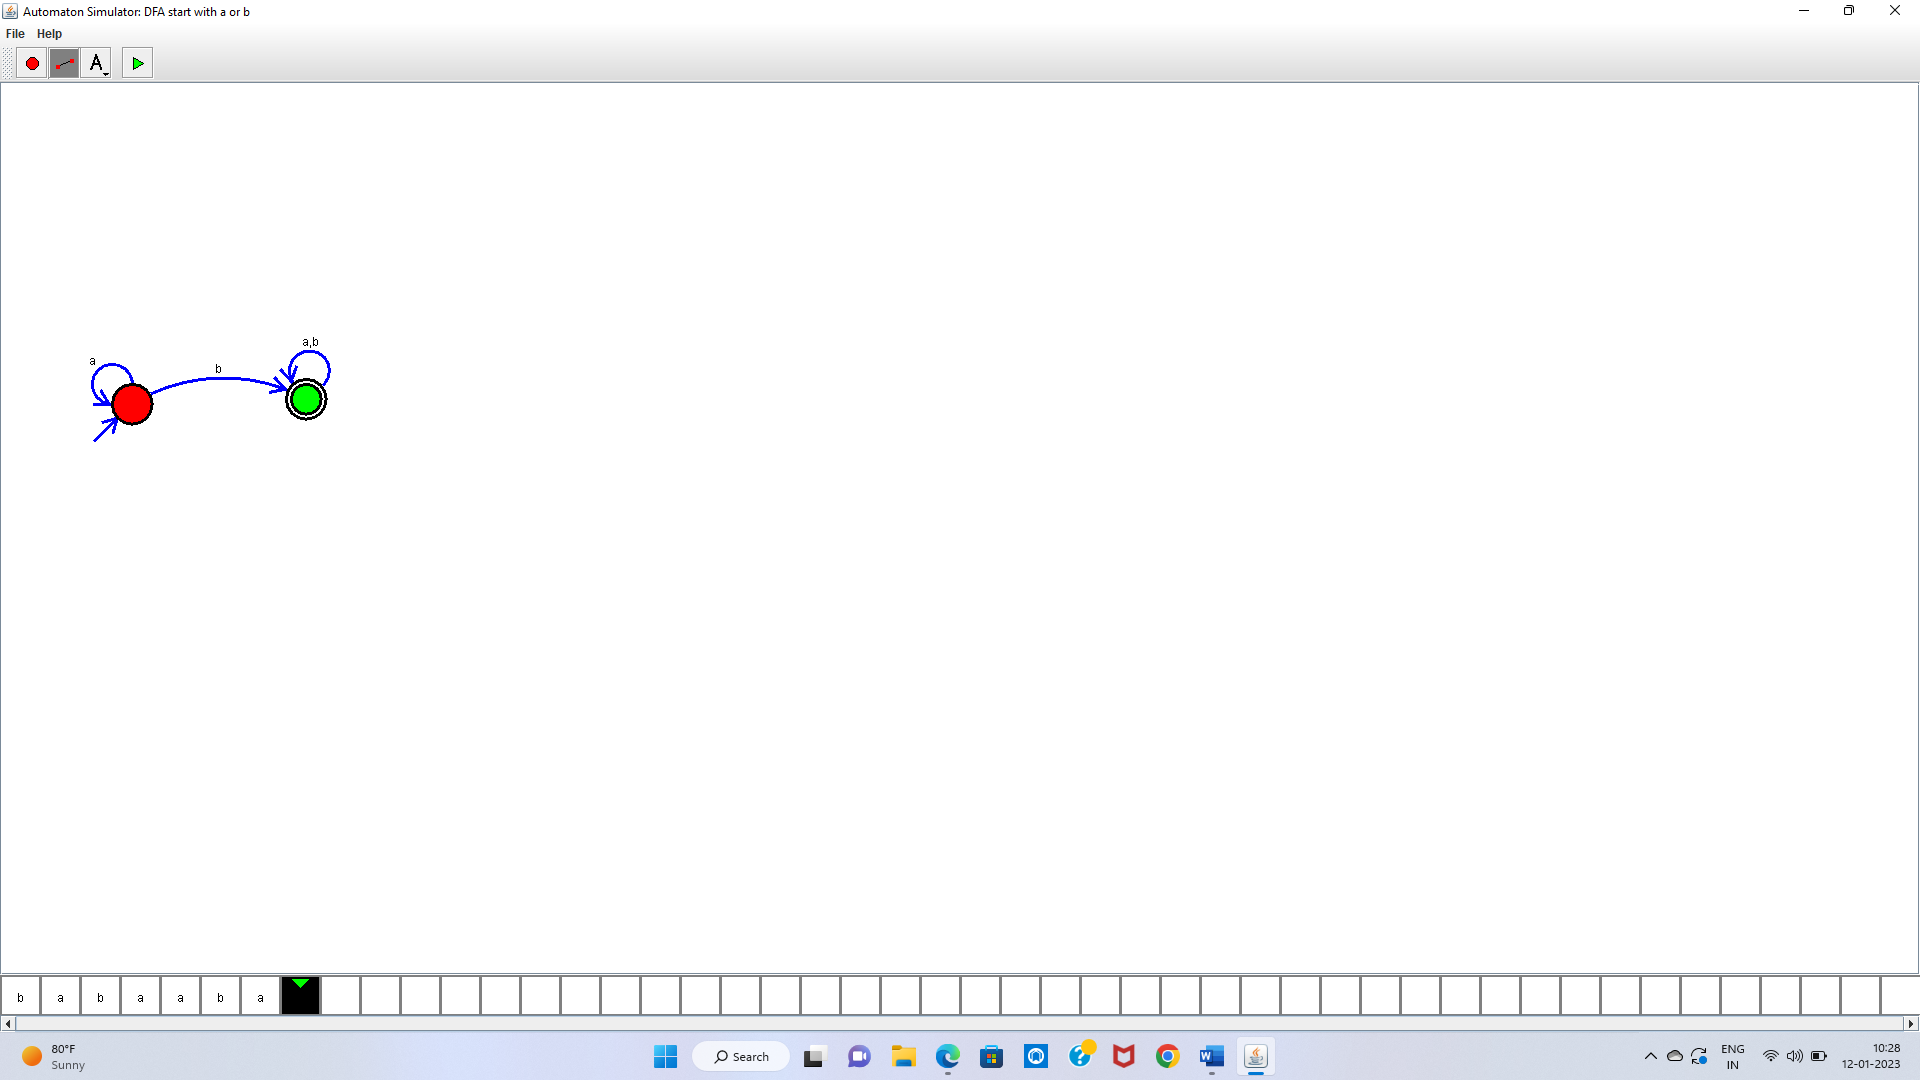 Automaton Simulator: DFA start with a or b
File Help
A
a,b
a
b
b a b a a b a
80°F
Sunny
Search
ENG
IN
10:28
12-01-2023